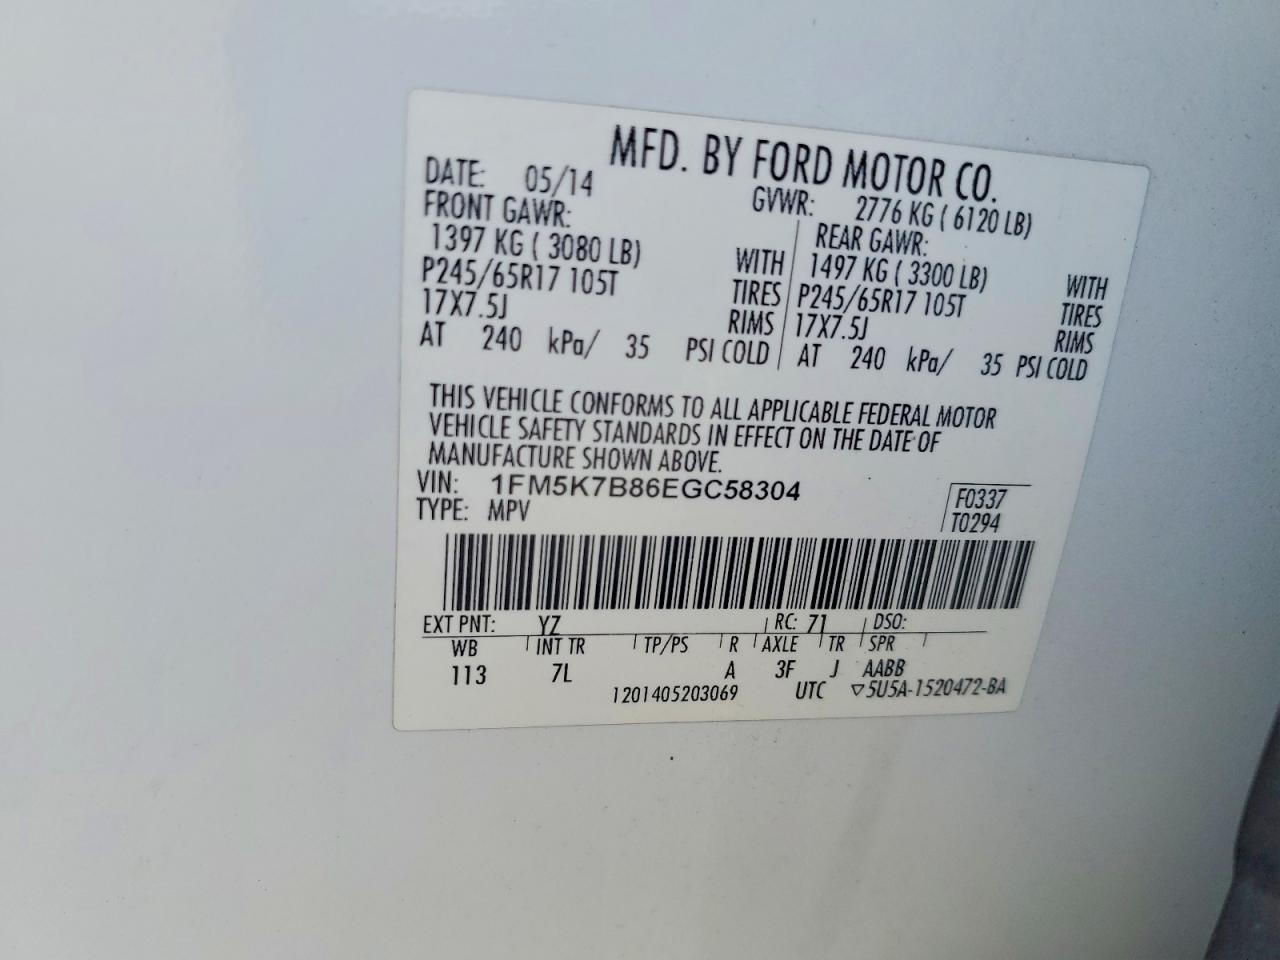 MFD. BY FORD MOTOR CO.
DATE: 05/14 GVWR: 2776 KG ( 6120 LB)
FRONT GAWR: REAR GAWR:
1397 KG ( 3080 LB) WITH 1497 KG ( 3300 LB) WITH
P245/65R17 105T TIRES P245/65R17 105T TIRES
17X7.5J RIMS 17X7.5J RIMS
AT 240 kPa/ 35 PSI COLD AT 240 kPa/ 35 PSI COLD
THIS VEHICLE CONFORMS TO ALL APPLICABLE FEDERAL MOTOR
VEHICLE SAFETY STANDARDS IN EFFECT ON THE DATE OF
MANUFACTURE SHOWN ABOVE.
VIN: 1FM5K7B86EGC58304 F0337
TYPE: MPV T0294
EXT PNT: YZ RC: 71 DSO:
WB INT TR TP/PS R AXLE TR SPR
113 7L A 3F J AABB
1201405203069 UTC ▽5U5A-1520472-BA